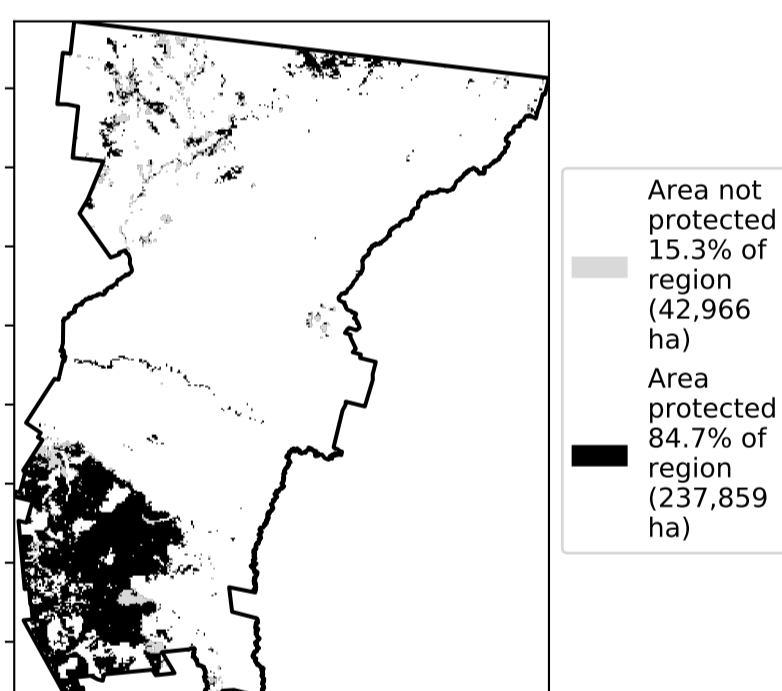 Area not
protected
15.3% of
region
(42,966
ha)
Area
protected
84.7% of
region
(237,859
ha)